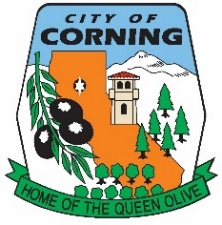 CITY OF
CORNING
HOME OF THE QUEEN OLIVE